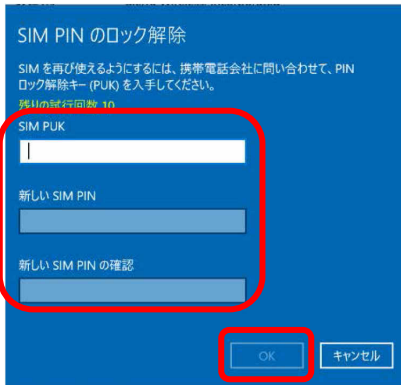 SIM PIN のロック解除
SIM を再び使えるようにするには、携帯電話会社に問い合わせて、PIN
ロック解除キー (PUK) を入手してください。
残りの試行回数 10
SIM PUK
新しい SIM PIN
新しい SIM PIN の確認
OK
キャンセル